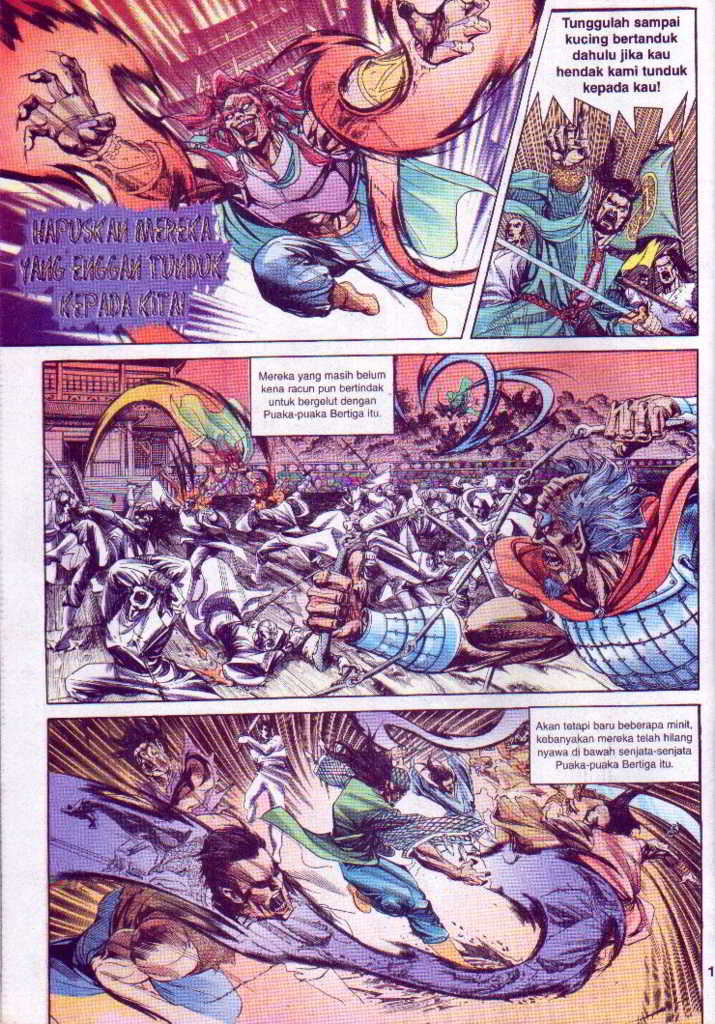 HAPUSKAN MEREKA
YANG ENGGAN TUNDUK
KEPADA KITA!
Tunggulah sampai
kucing bertanduk
dahulu jika kau
hendak kami tunduk
kepada kau!
Mereka yang masih belum
kena racun pun bertindak
untuk bergelut dengan
Puaka-puaka Bertiga itu.
Akan tetapi baru beberapa minit,
kebanyakan mereka telah hilang
nyawa di bawah senjata-senjata
Puaka-puaka Bertiga itu.
1